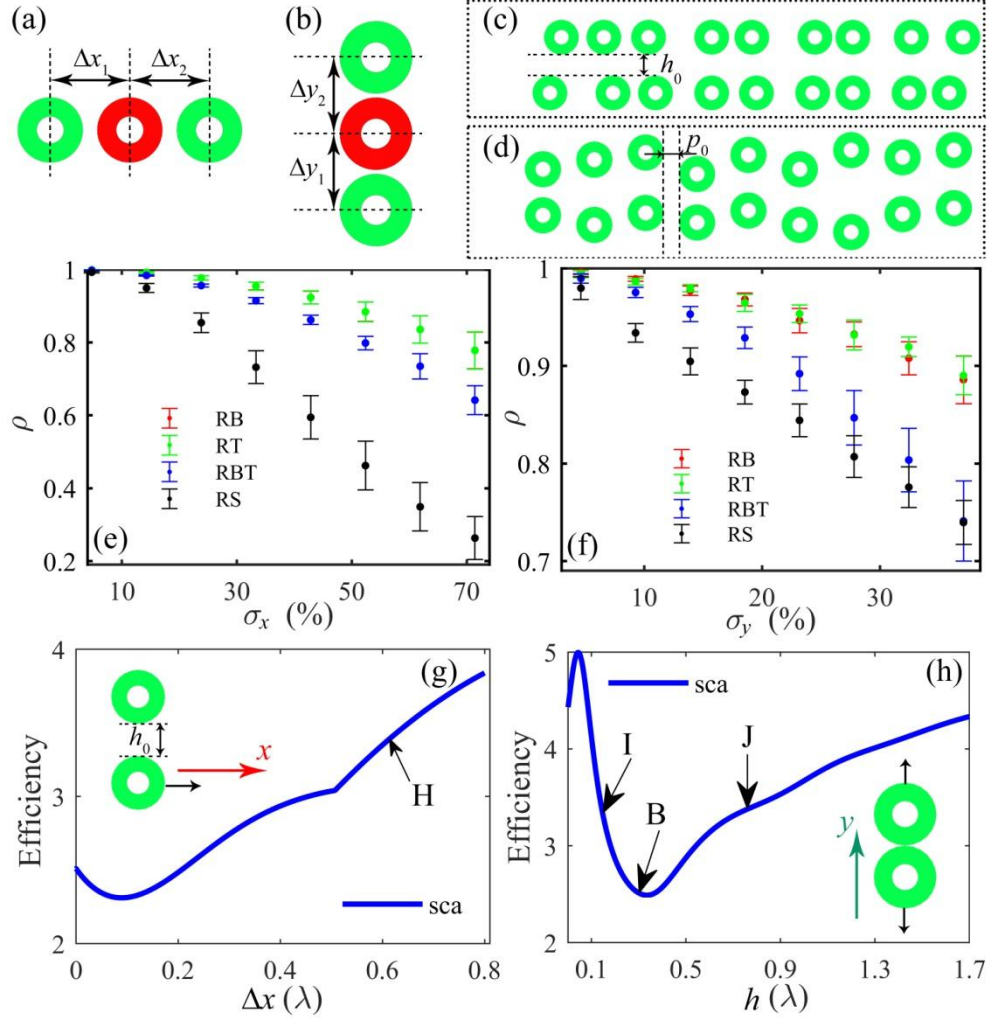 (a)
Δx₁ Δx₂
(b)
Δy₂
Δy₁
(c)
h₀
(d)
p₀
1
0.8
0.6
0.4
0.2
ρ
RB
RT
RBT
RS
(e)
10 30 50 70
σₓ (%)
1
0.9
0.8
0.7
ρ
RB
RT
RBT
RS
(f)
10 20 30
σᵧ (%)
4
3
2
Efficiency
(g)
h₀
x
H
sca
0 0.2 0.4 0.6 0.8
Δx (λ)
5
4
3
2
Efficiency
sca
(h)
I
J
B
y
0.1 0.5 0.9 1.3 1.7
h (λ)